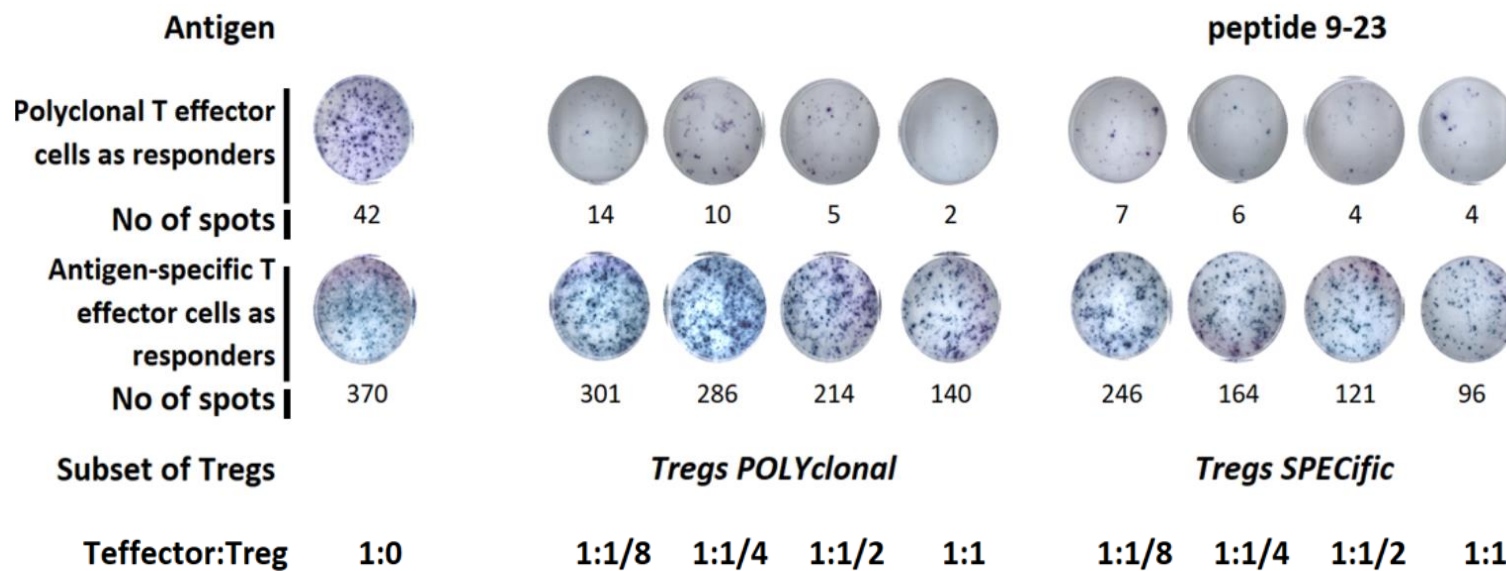 Antigen peptide 9-23
Polyclonal T effector
cells as responders
No of spots 42 14 10 5 2 7 6 4 4
Antigen-specific T
effector cells as
responders
No of spots 370 301 286 214 140 246 164 121 96
Subset of Tregs Tregs POLYclonal Tregs SPECific
Teffector:Treg 1:0 1:1/8 1:1/4 1:1/2 1:1 1:1/8 1:1/4 1:1/2 1:1